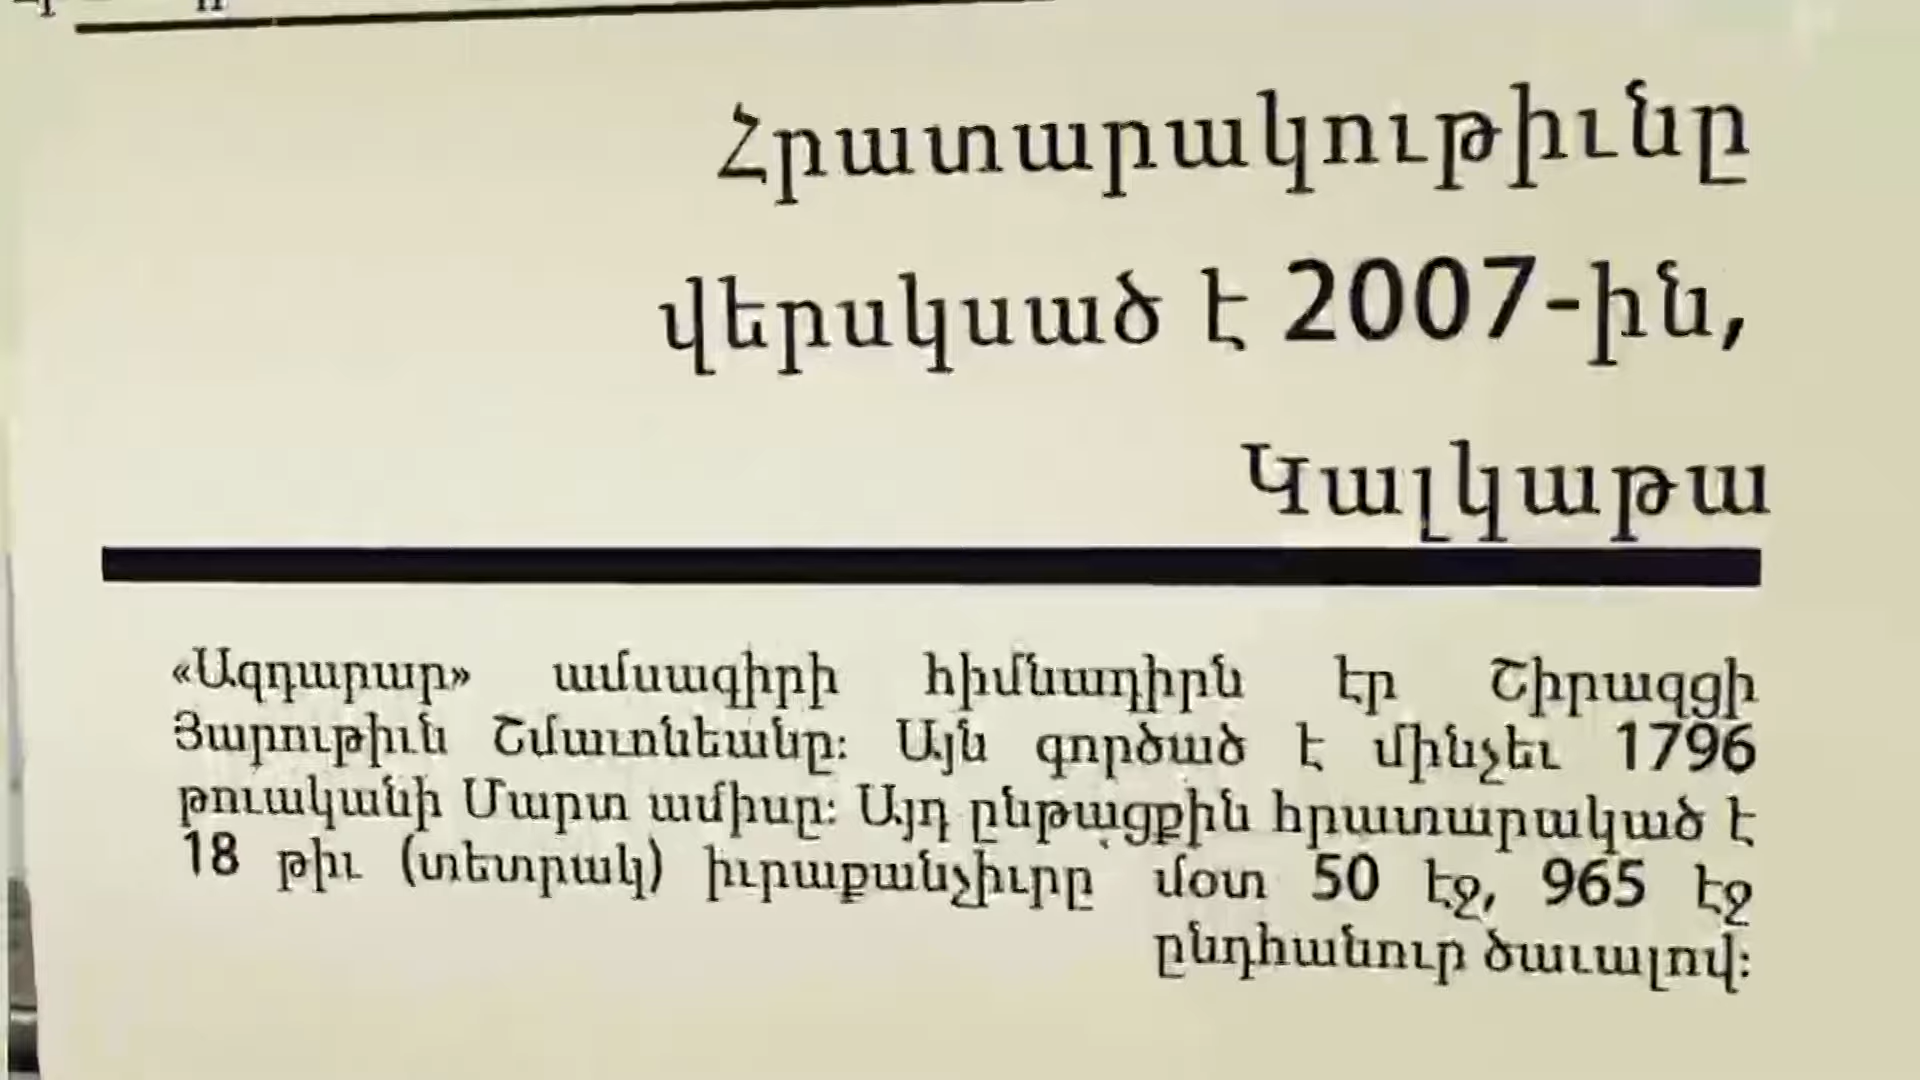 Հրատարակութիւնը
վերսկսած է 2007-ին,
Կալկաթա
«Ազդարար» ամսագիրի հիմնադիրն էր Շիրազցի
Յարութիւն Շմաւոնեանը։ Այն գործած է մինչեւ 1796
թուականի Մարտ ամիսը։ Այդ ընթացքին հրատարակած է
18 թիւ (տետրակ) իւրաքանչիւրը մօտ 50 էջ, 965 էջ
ընդհանուր ծաւալով։